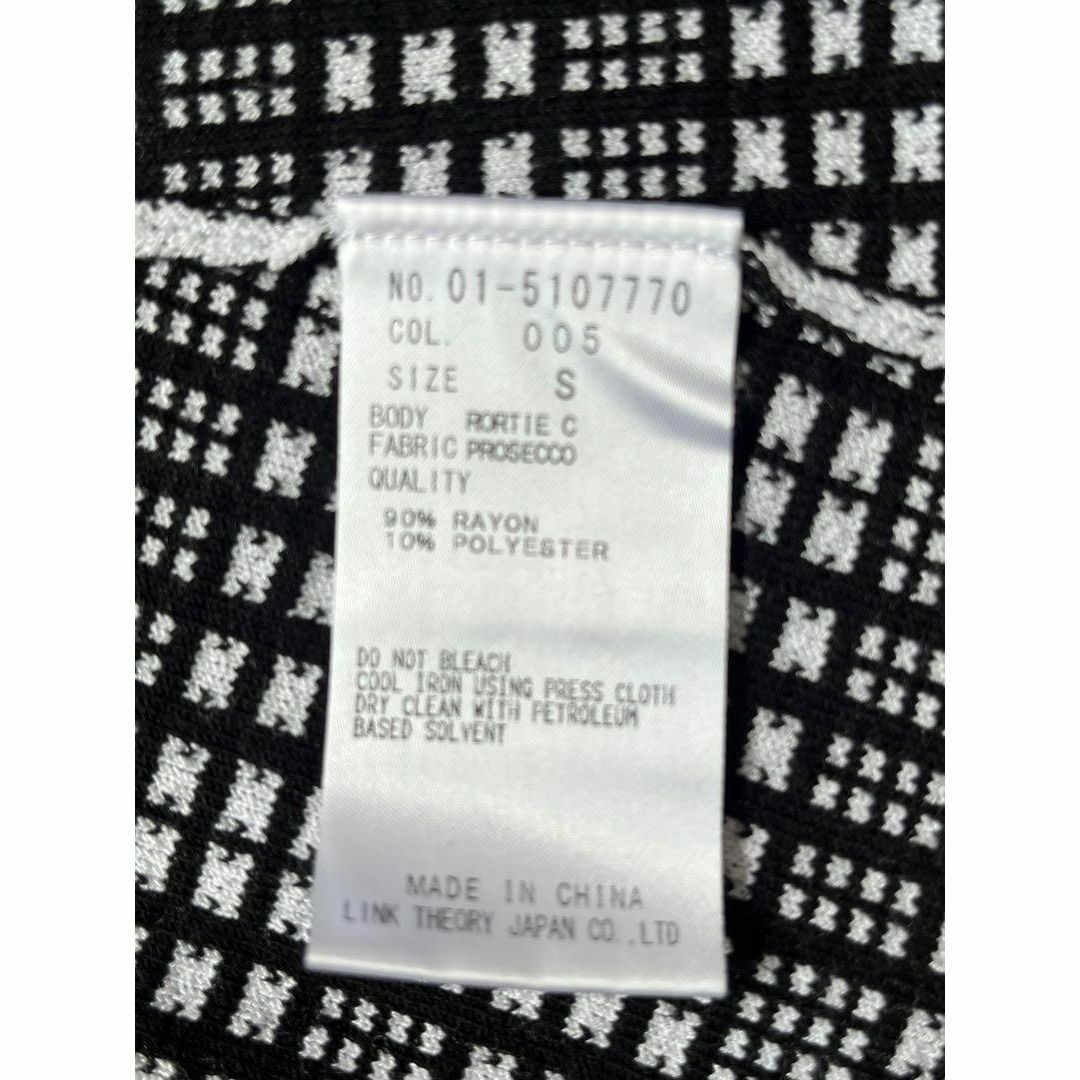 NO. 01-5107770
COL. 005
SIZE S
BODY RORTIE C
FABRIC PROSECCO
QUALITY
90% RAYON
10% POLYESTER
DO NOT BLEACH
COOL IRON USING PRESS CLOTH
DRY CLEAN WITH PETROLEUM
BASED SOLVENT
MADE IN CHINA
LINK THEORY JAPAN CO.,LTD